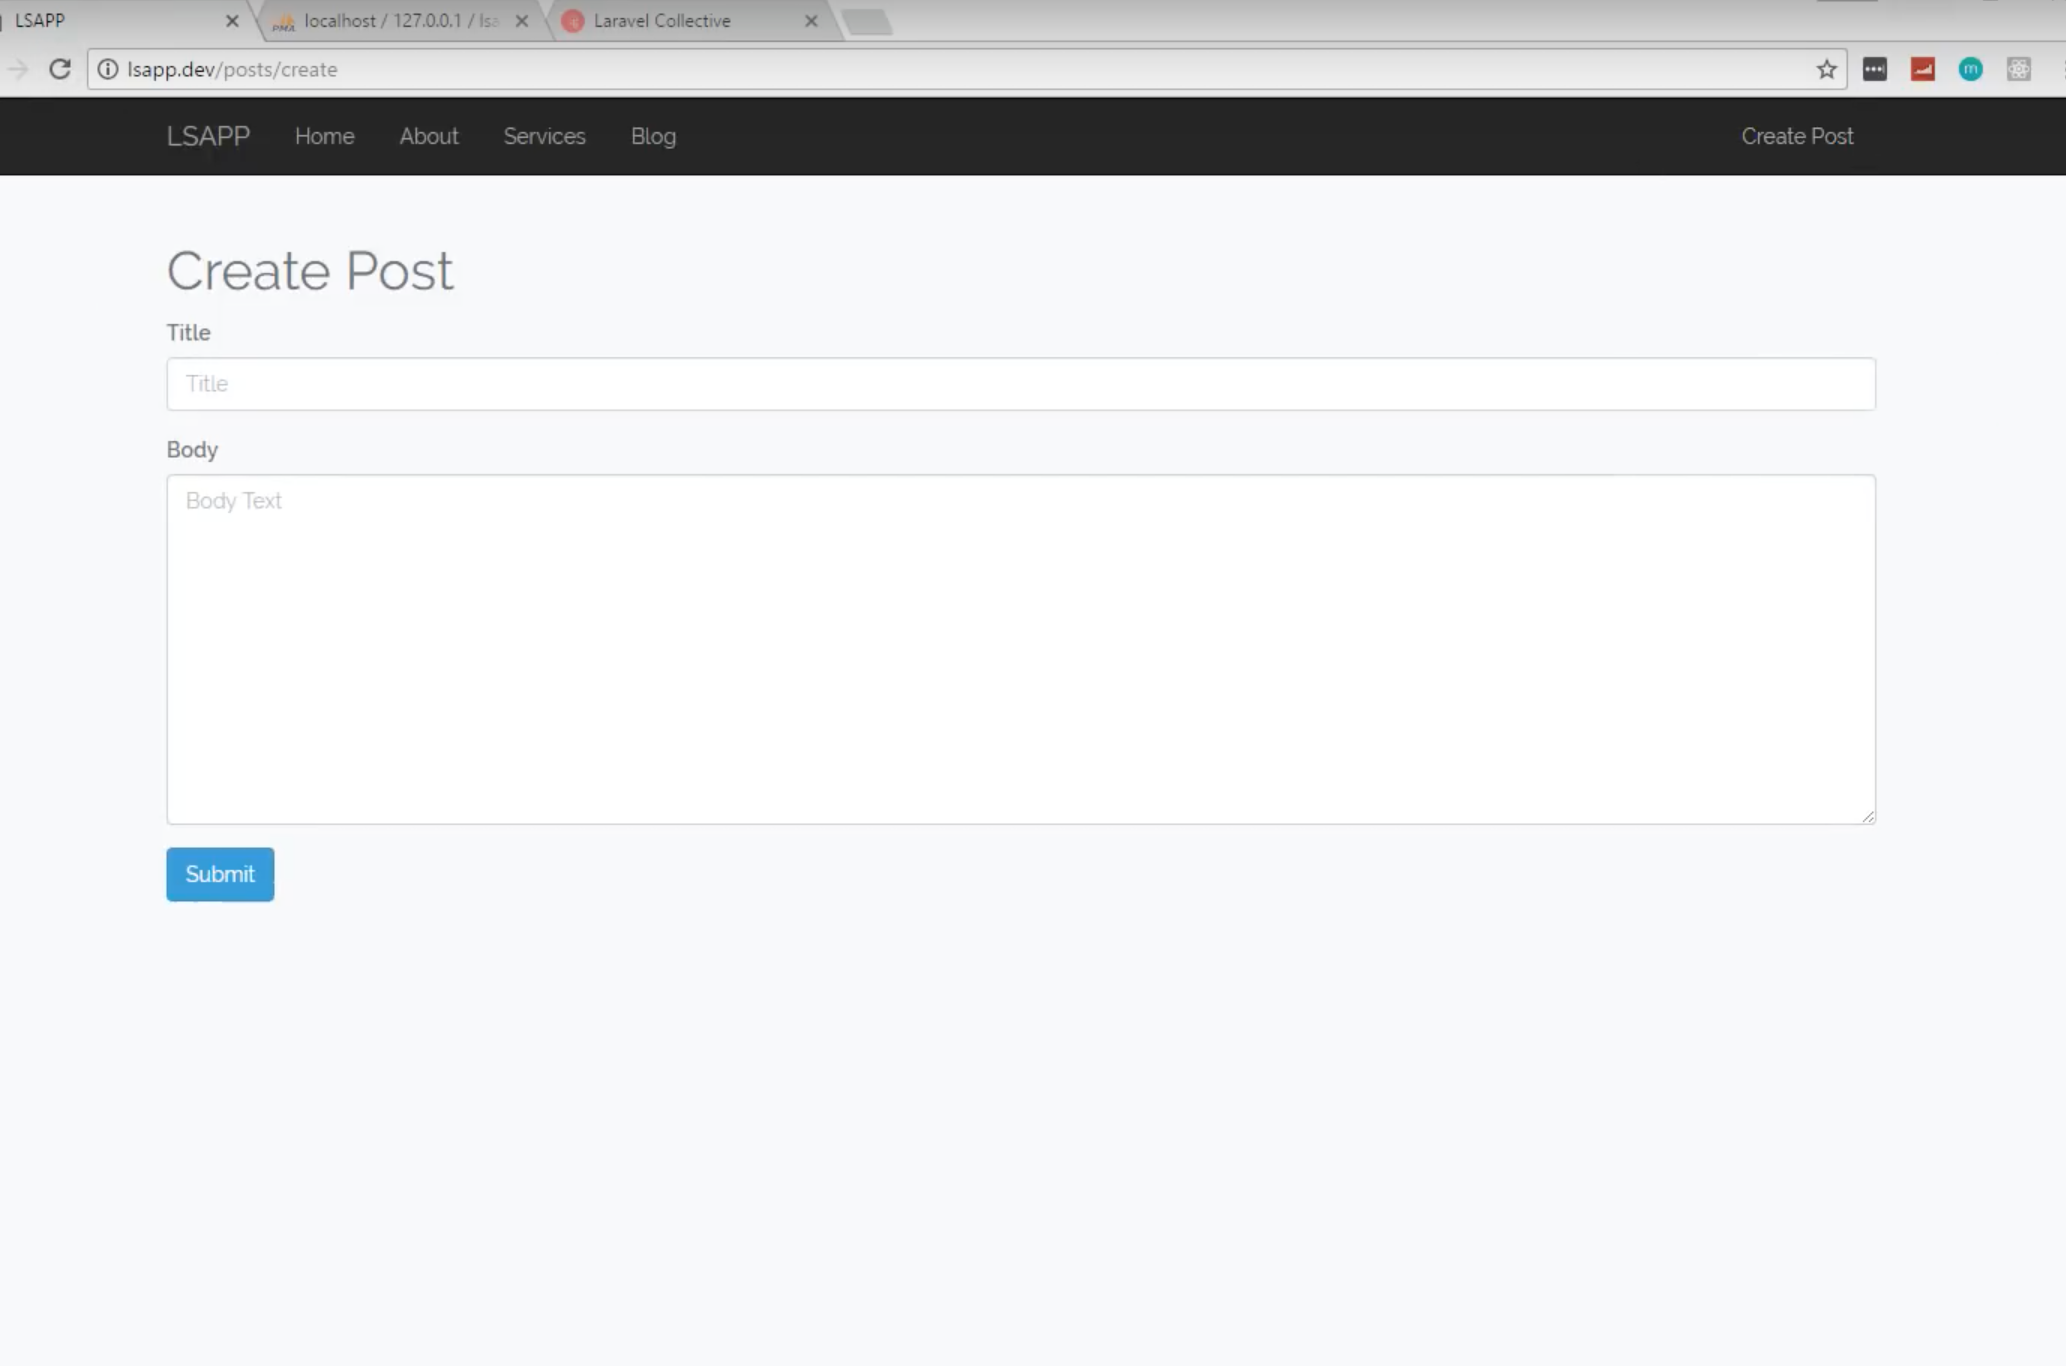 LSAPP
localhost / 127.0.0.1 / lsa
Laravel Collective
lsapp.dev/posts/create
LSAPP Home About Services Blog Create Post
Create Post
Title
Title
Body
Body Text
Submit